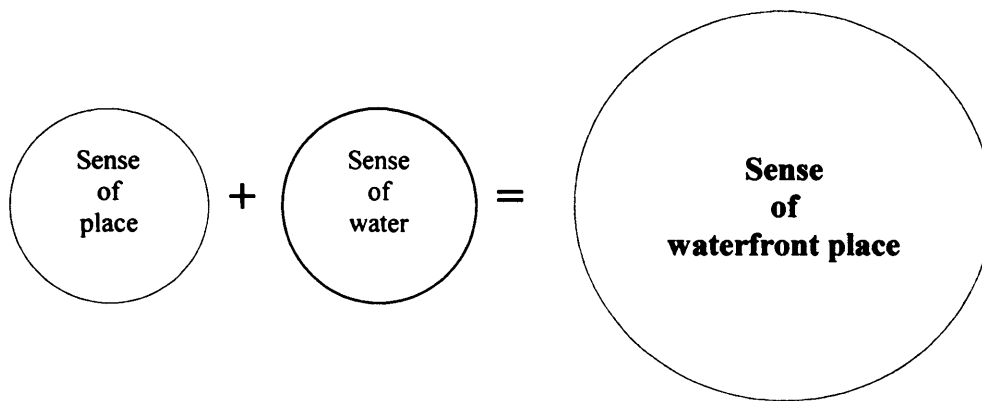 Sense
of
place
+
Sense
of
water
=
Sense
of
waterfront place